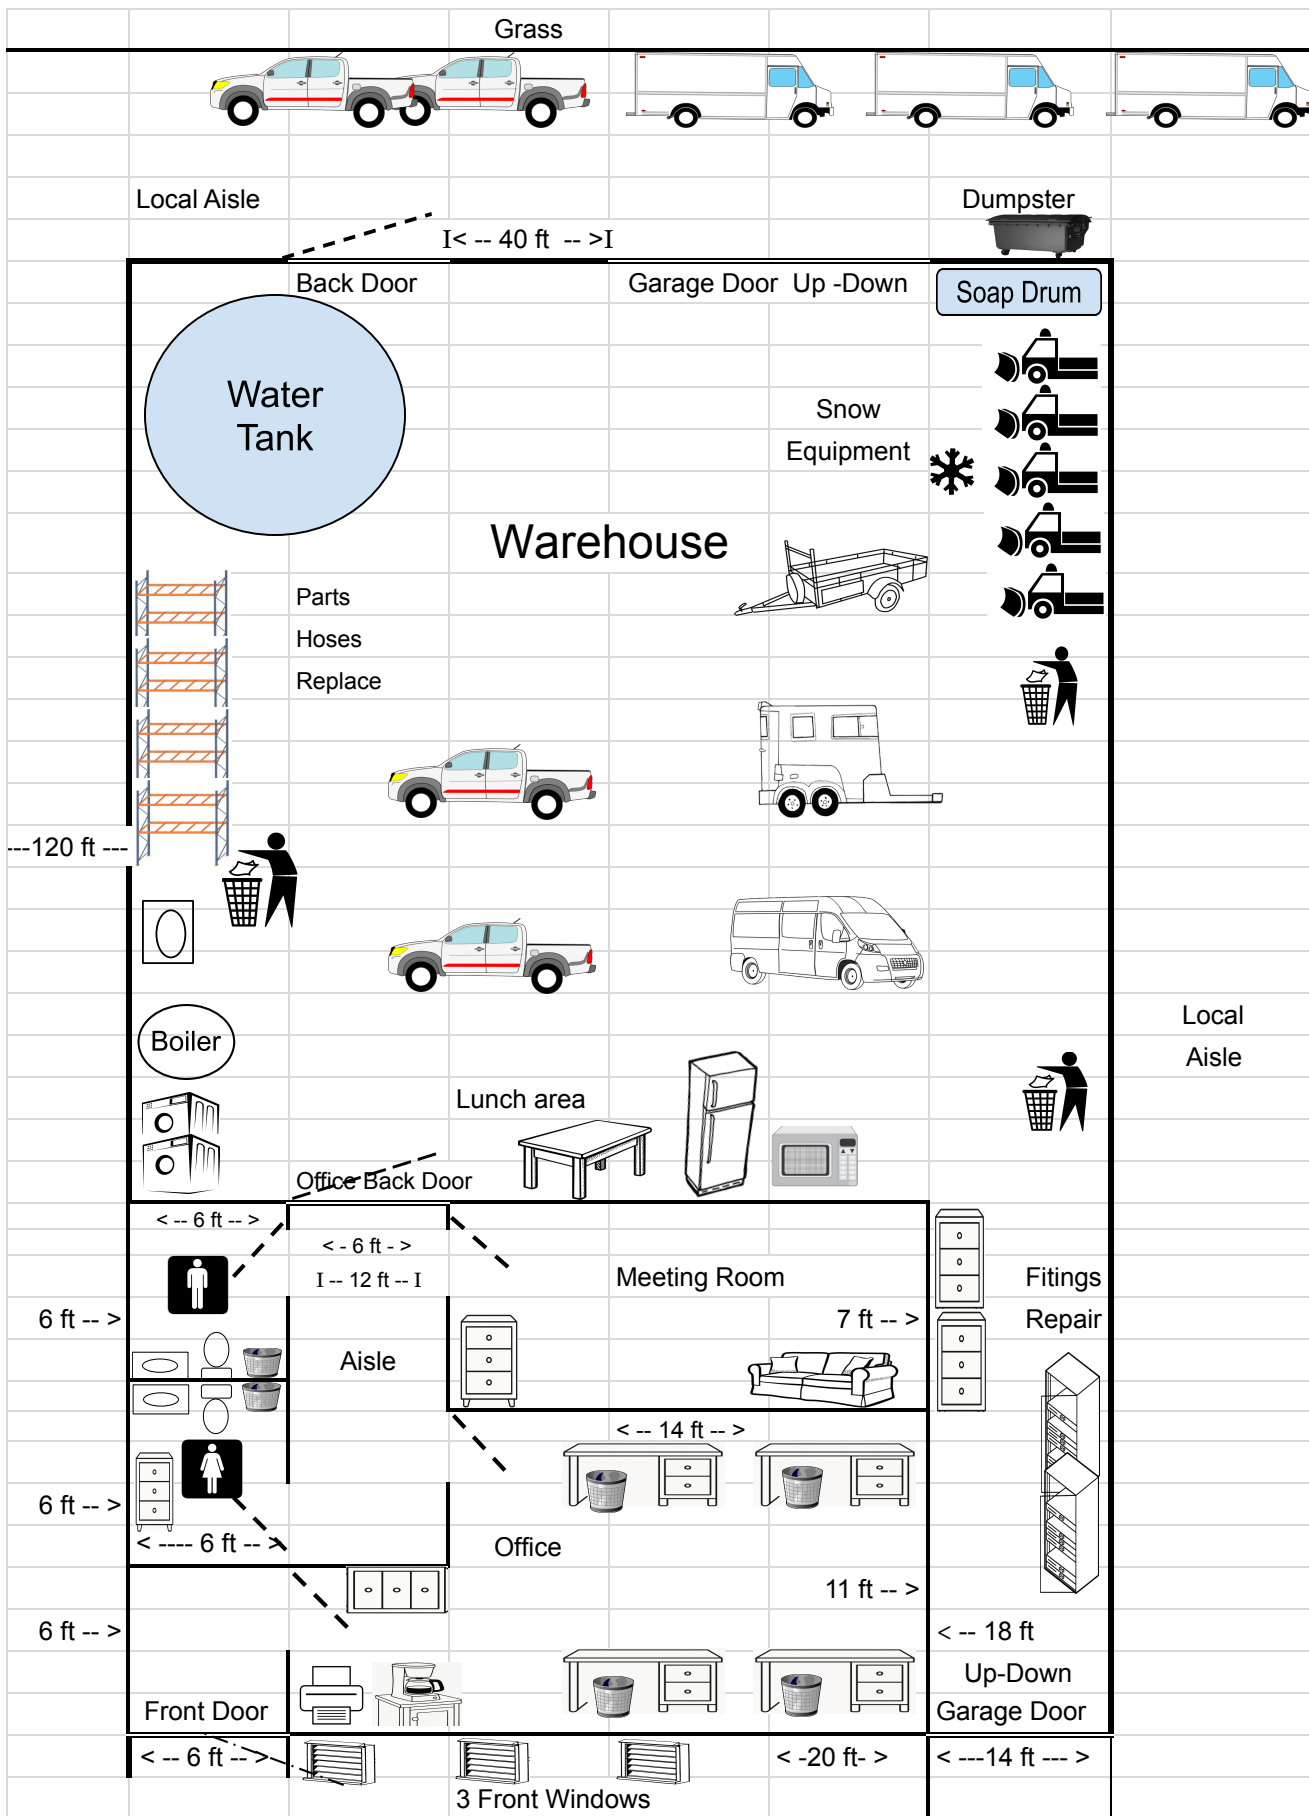 Grass
Local Aisle
Dumpster
I< -- 40 ft -- >I
Back Door
Garage Door Up -Down
Soap Drum
Water
Tank
Snow
Equipment
Warehouse
Parts
Hoses
Replace
---120 ft ---
Boiler
Local
Aisle
Lunch area
Office Back Door
< -- 6 ft -- >
< - 6 ft - >
I -- 12 ft -- I
Meeting Room
Fitings
Repair
6 ft -- >
7 ft -- >
Aisle
< -- 14 ft -- >
6 ft -- >
< ---- 6 ft -- >
Office
11 ft -- >
6 ft -- >
< -- 18 ft
Up-Down
Garage Door
Front Door
< -- 6 ft -- >
< -20 ft- >
< ---14 ft ---- >
3 Front Windows